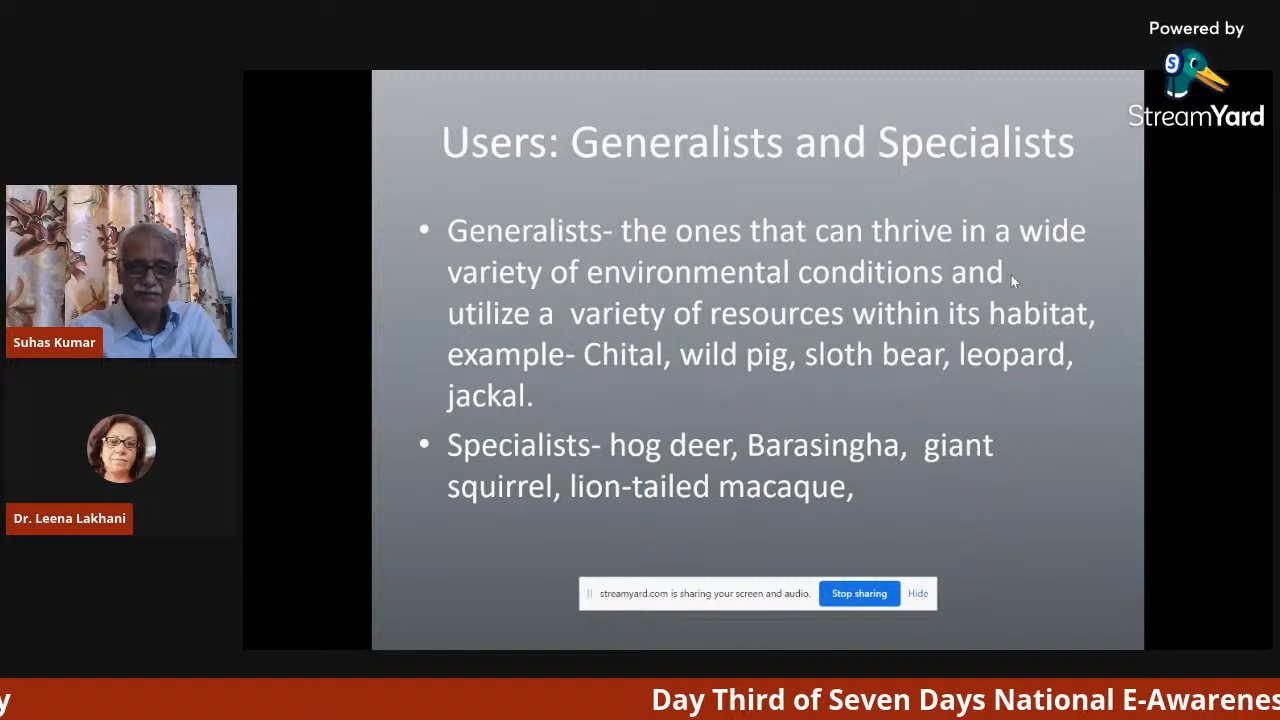 Powered by
S
StreamYard
Users: Generalists and Specialists
• Generalists- the ones that can thrive in a wide
variety of environmental conditions and
utilize a variety of resources within its habitat,
example- Chital, wild pig, sloth bear, leopard,
jackal.
• Specialists- hog deer, Barasingha, giant
squirrel, lion-tailed macaque,
Suhas Kumar
Dr. Leena Lakhani
streamyard.com is sharing your screen and audio. Stop sharing Hide
y Day Third of Seven Days National E-Awarenes